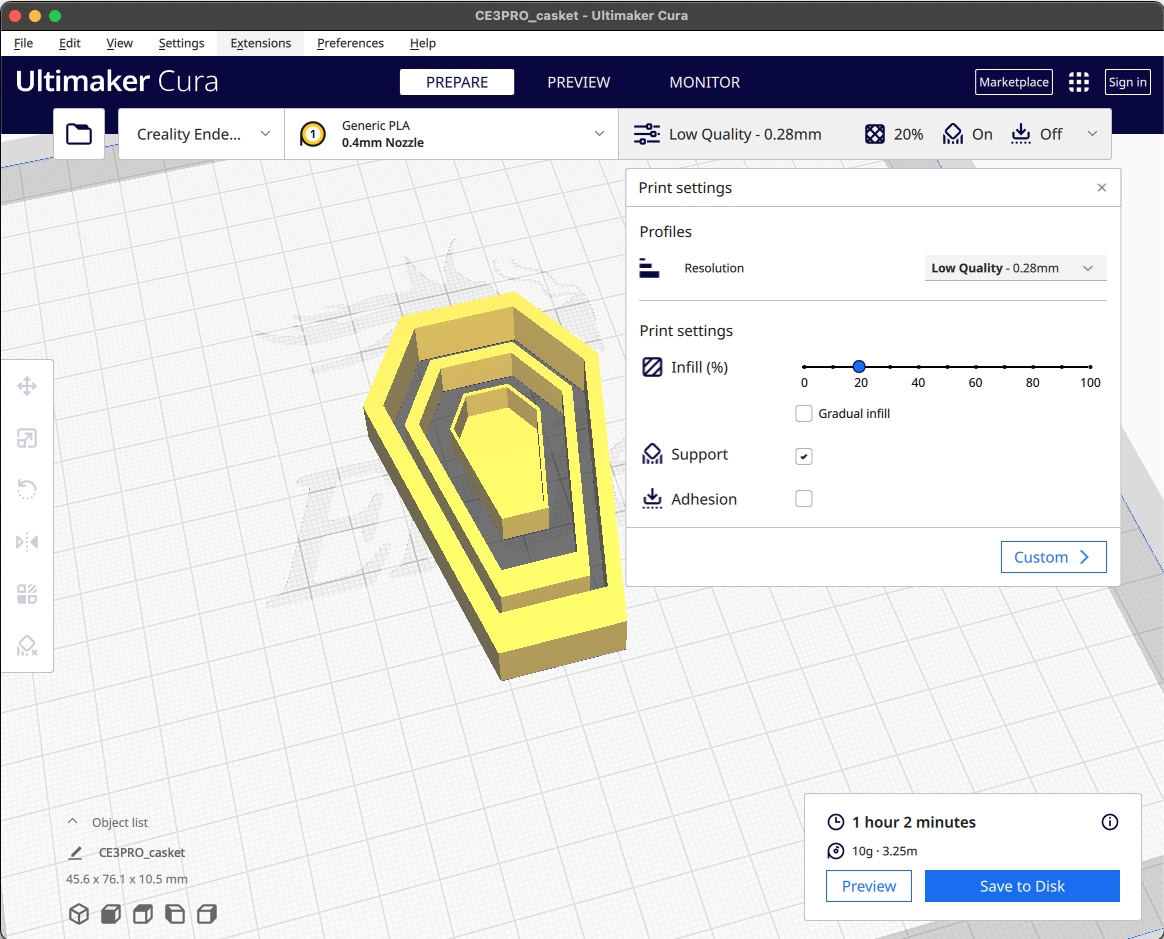 CE3PRO_casket - Ultimaker Cura
File Edit View Settings Extensions Preferences Help
Ultimaker Cura
PREPARE PREVIEW MONITOR
Marketplace
Sign in
Creality Ende...
1
Generic PLA
0.4mm Nozzle
Low Quality - 0.28mm
20%
On
Off
Print settings
Profiles
Resolution
Low Quality - 0.28mm
Print settings
Infill (%)
0 20 40 60 80 100
Gradual infill
Support
Adhesion
Custom
Object list
CE3PRO_casket
45.6 x 76.1 x 10.5 mm
1 hour 2 minutes
10g · 3.25m
Preview
Save to Disk